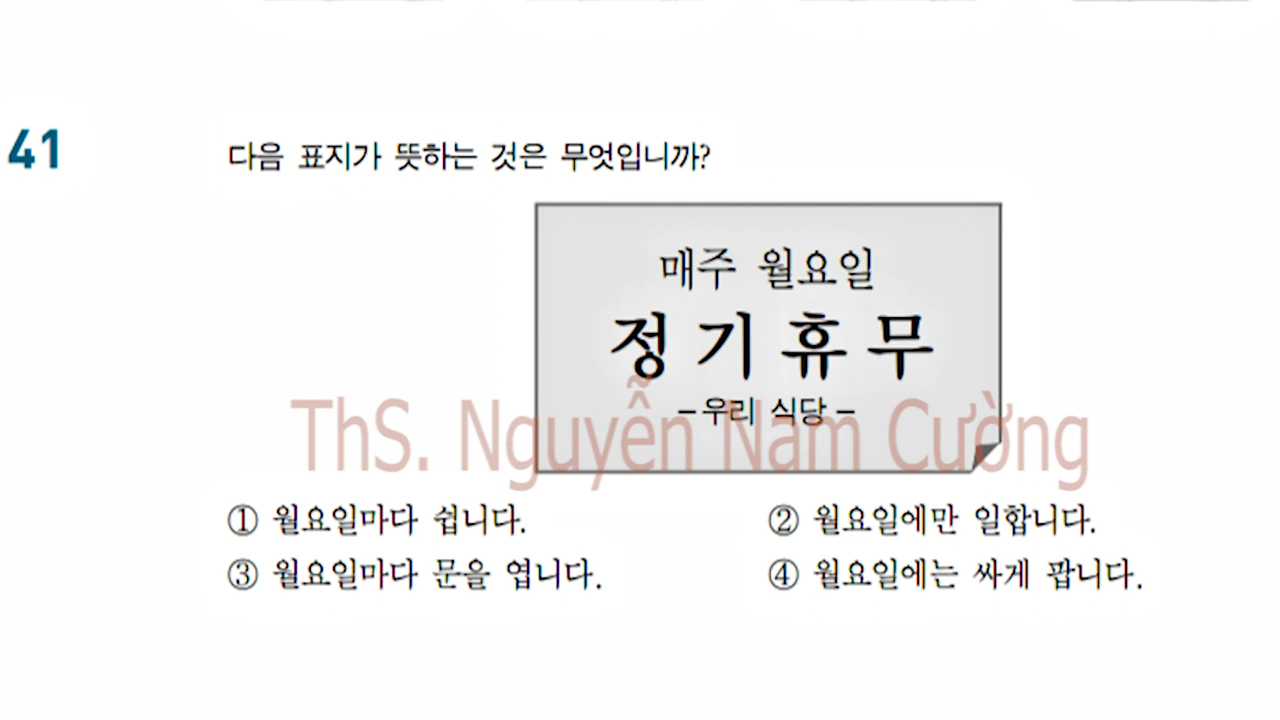 41
다음 표지가 뜻하는 것은 무엇입니까?
매주 월요일
정기휴무
-우리 식당-
ThS. Nguyễn Nam Cường
① 월요일마다 쉽니다.
② 월요일에만 일합니다.
③ 월요일마다 문을 엽니다.
④ 월요일에는 싸게 팝니다.